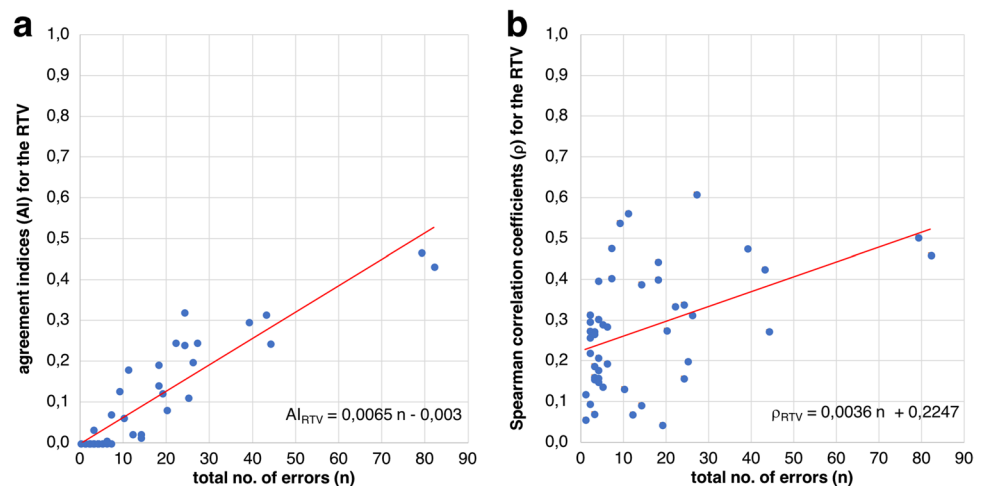 a
agreement indices (AI) for the RTV
1,0
0,9
0,8
0,7
0,6
0,5
0,4
0,3
0,2
0,1
0,0
AIRTV = 0,0065 n - 0,003
0 10 20 30 40 50 60 70 80 90
total no. of errors (n)
b
Spearman correlation coefficients (ρ) for the RTV
1,0
0,9
0,8
0,7
0,6
0,5
0,4
0,3
0,2
0,1
0,0
ρRTV = 0,0036 n + 0,2247
0 10 20 30 40 50 60 70 80 90
total no. of errors (n)